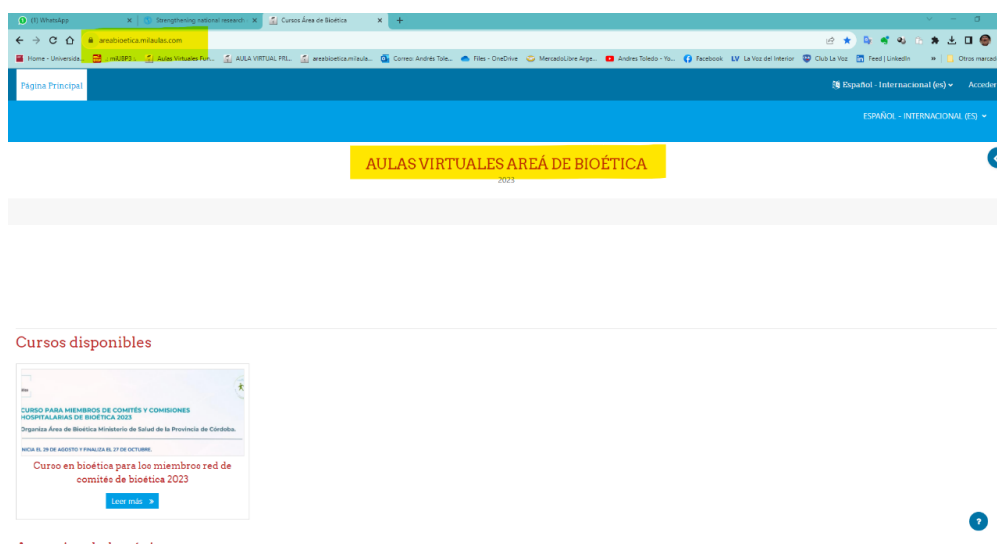 (1) WhatsApp
Strengthening national research
Cursos Área de Bioética
areabioetica.milaulas.com
Home - Universida...
:: miUBP3 ::
Aulas Virtuales Fun...
AULA VIRTUAL PRI...
areabioetica.milaula...
Correo: Andrés Tole...
Files - OneDrive
MercadoLibre Arge...
Andres Toledo - Yo...
Facebook
La Voz del Interior
Club La Voz
Feed | LinkedIn
»
Otros marcad
Página Principal
Español - Internacional (es)
Acceder
ESPAÑOL - INTERNACIONAL (ES)
AULAS VIRTUALES AREÁ DE BIOÉTICA
2023
Cursos disponibles
CURSO PARA MIEMBROS DE COMITÉS Y COMISIONES
HOSPITALARIAS DE BIOÉTICA 2023
Organiza Área de Bioética Ministerio de Salud de la Provincia de Córdoba.
INICIA EL 29 DE AGOSTO Y FINALIZA EL 27 DE OCTUBRE.
Curso en bioética para los miembros red de
comités de bioética 2023
Leer más »
?